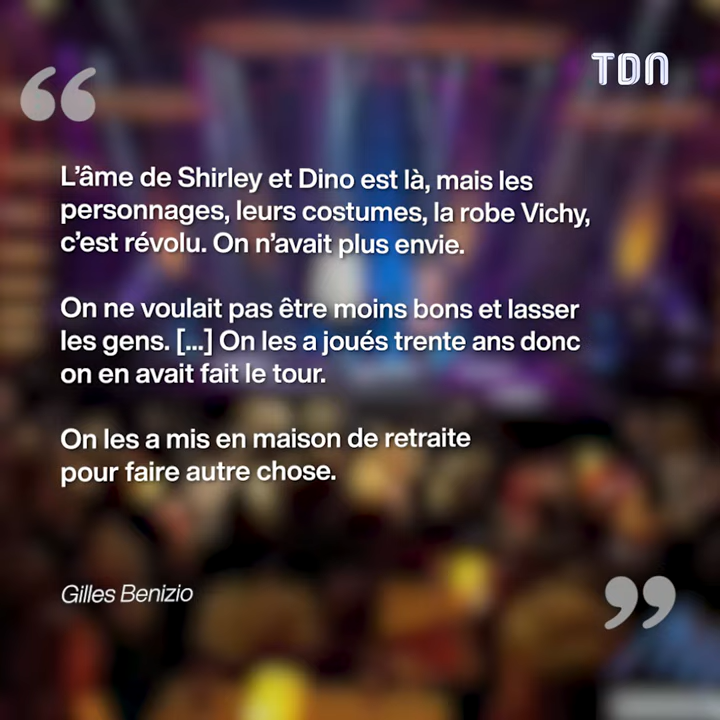 TDN
“
L’âme de Shirley et Dino est là, mais les
personnages, leurs costumes, la robe Vichy,
c’est révolu. On n’avait plus envie.
On ne voulait pas être moins bons et lasser
les gens. [...] On les a joués trente ans donc
on en avait fait le tour.
On les a mis en maison de retraite
pour faire autre chose.
Gilles Benizio
”